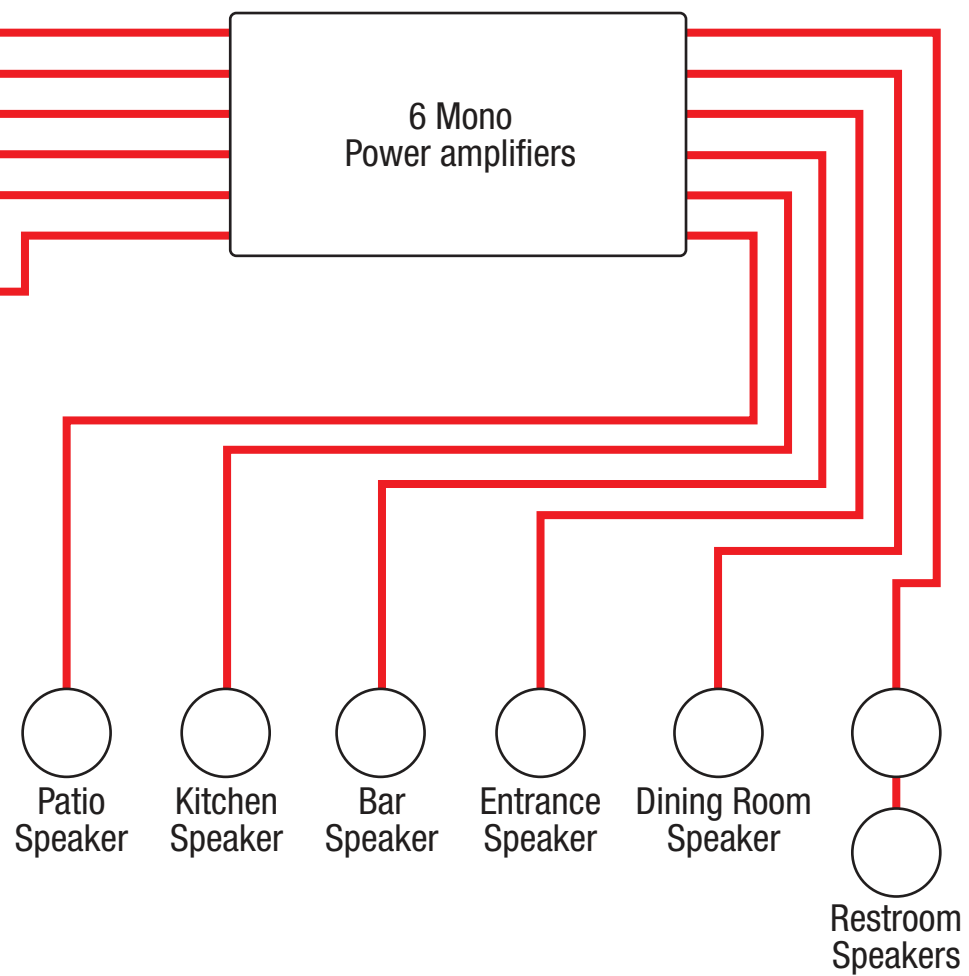 6 Mono
Power amplifiers
Patio
Speaker
Kitchen
Speaker
Bar
Speaker
Entrance
Speaker
Dining Room
Speaker
Restroom
Speakers